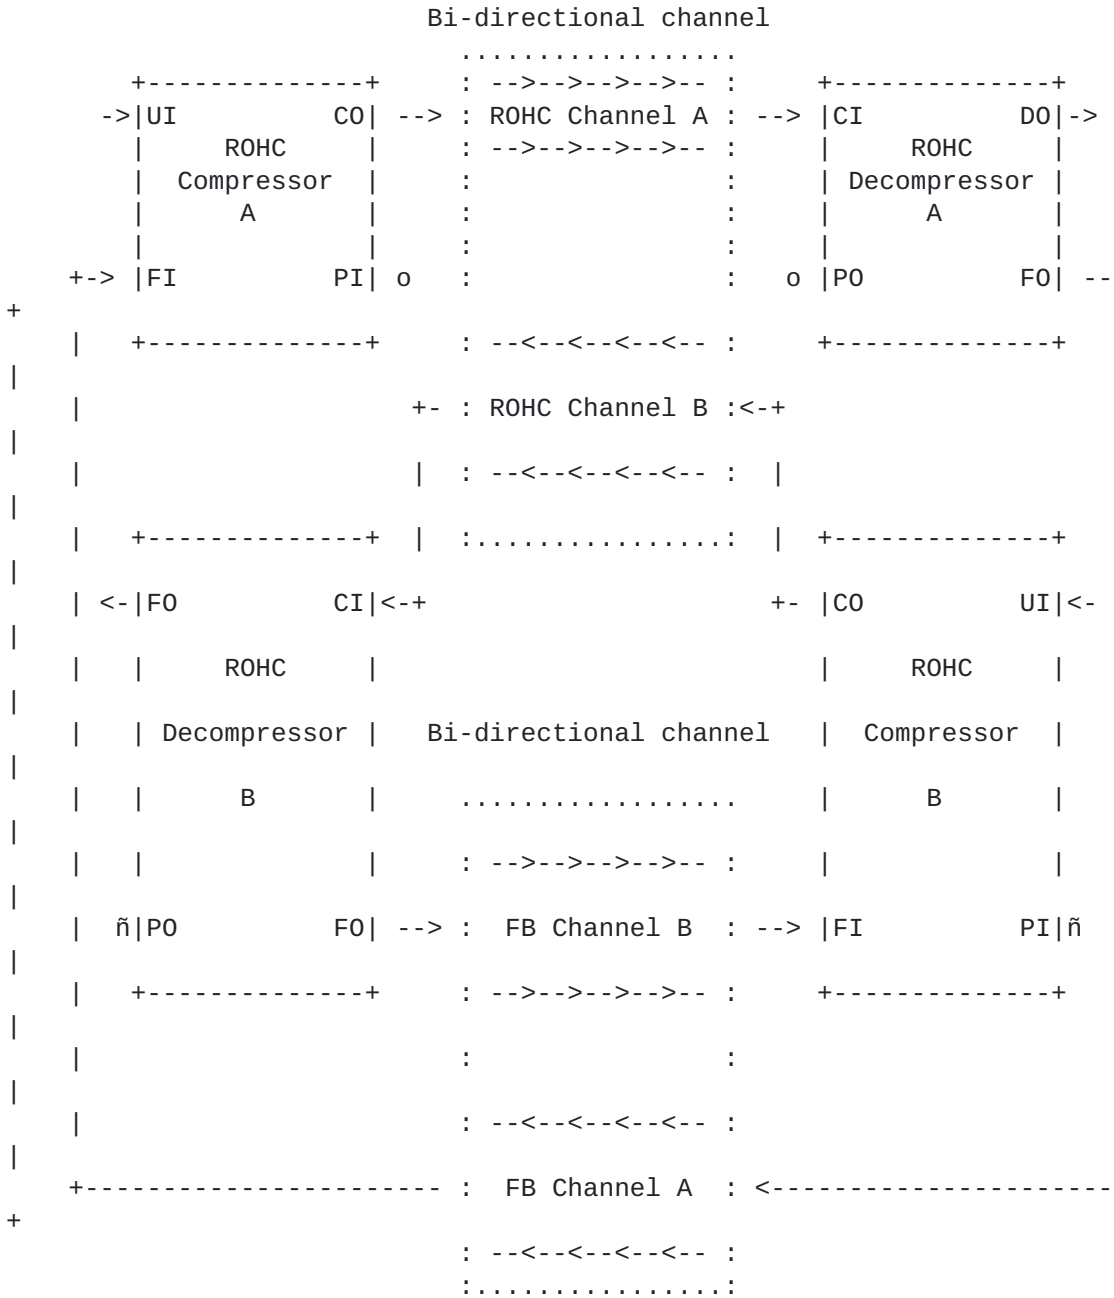 Bi-directional channel
..................
+--------------+ : -->-->-->-->-- : +--------------+
->|UI CO| --> : ROHC Channel A : --> |CI DO|->
| ROHC | : -->-->-->-->-- : | ROHC |
| Compressor | : : | Decompressor |
| A | : : | A |
| | : : | |
+-> |FI PI| o : : o |PO FO| --
+
| +--------------+ : --<--<--<--<-- : +--------------+
|
| +- : ROHC Channel B :<-+
|
| | : --<--<--<--<-- : |
|
| +--------------+ | :................: | +--------------+
|
| <-|FO CI|<-+ +- |CO UI|<-
|
| | ROHC | | ROHC |
|
| | Decompressor | Bi-directional channel | Compressor |
|
| | B | .................. | B |
|
| | | : -->-->-->-->-- : | |
|
| ñ|PO FO| --> : FB Channel B : --> |FI PI|ñ
|
| +--------------+ : -->-->-->-->-- : +--------------+
|
| : :
|
| : --<--<--<--<-- :
|
+----------------------- : FB Channel A : <----------------------
+
: --<--<--<--<-- :
:................: